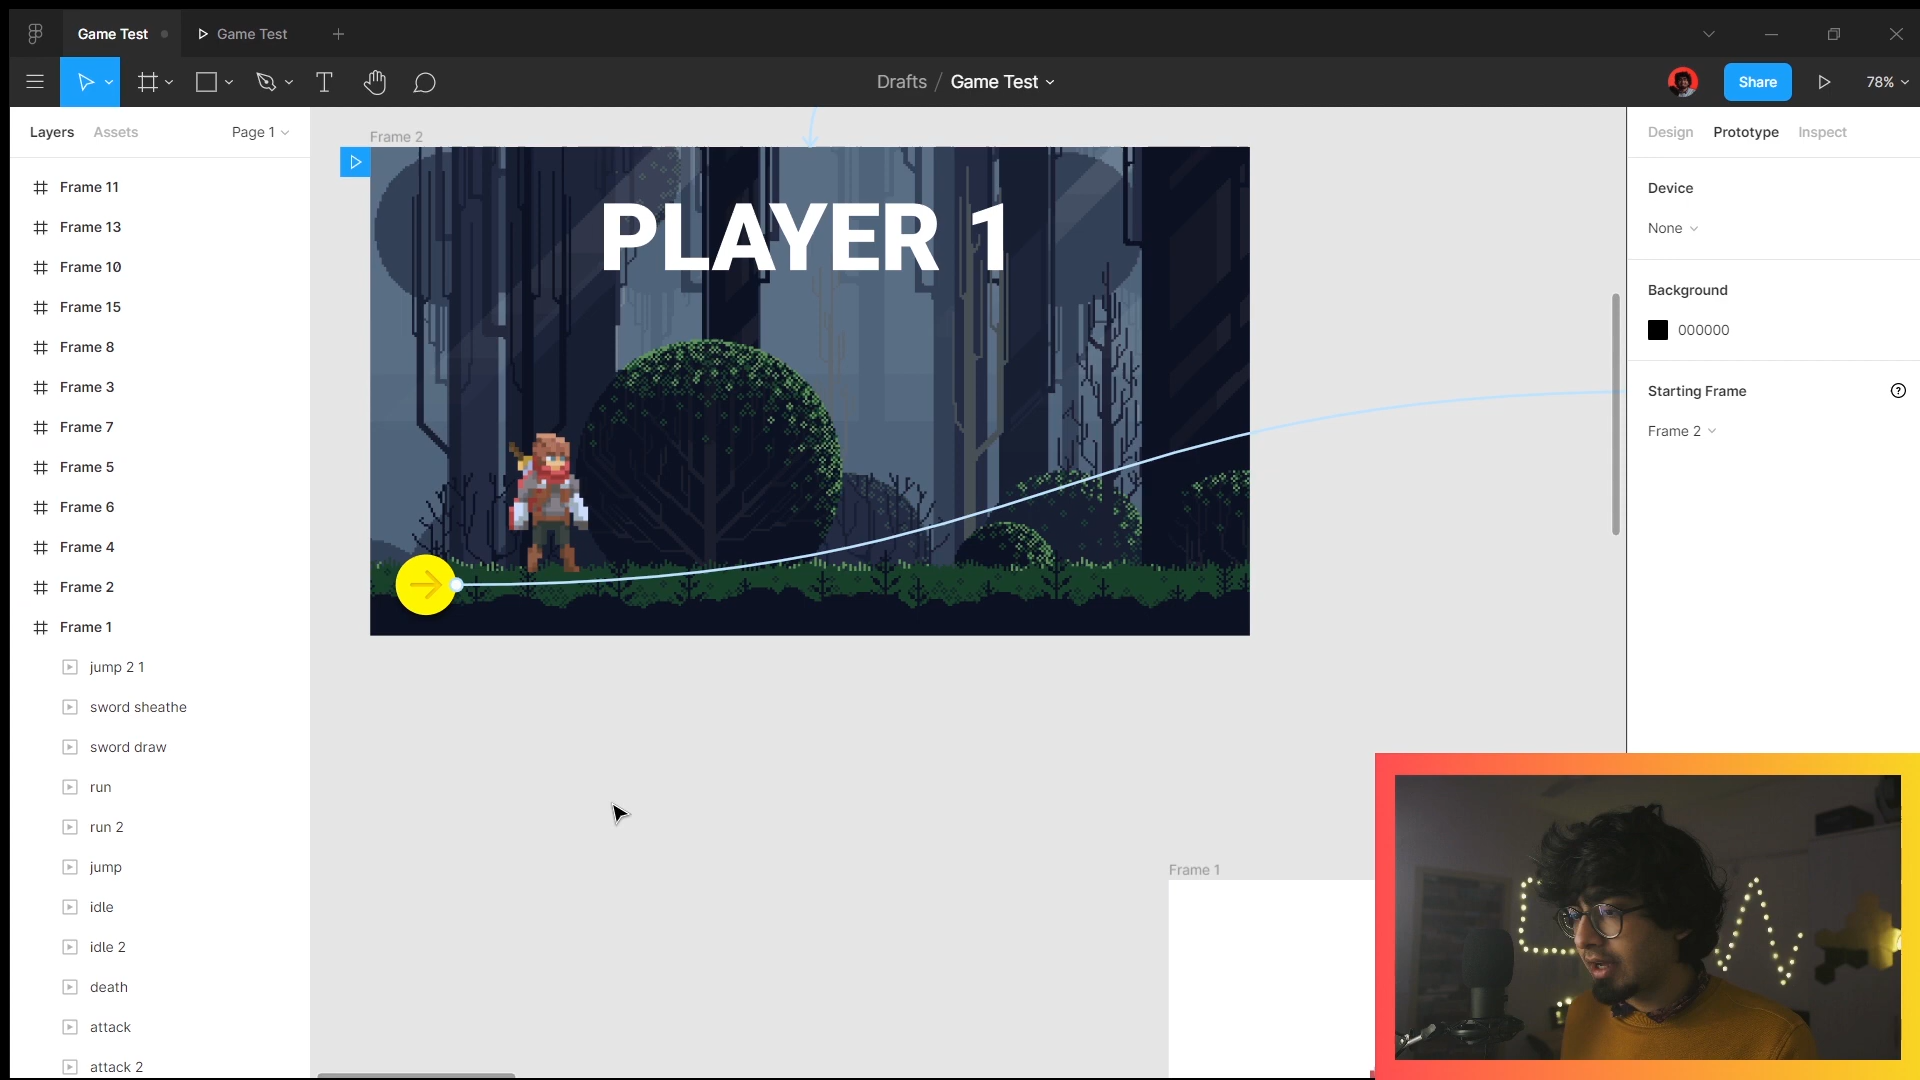 Game Test
Game Test
Drafts / Game Test
Share
78%
Layers
Assets
Page 1
Frame 11
Frame 13
Frame 10
Frame 15
Frame 8
Frame 3
Frame 7
Frame 5
Frame 6
Frame 4
Frame 2
Frame 1
jump 2 1
sword sheathe
sword draw
run
run 2
jump
idle
idle 2
death
attack
attack 2
Frame 2
PLAYER 1
Frame 1
Design
Prototype
Inspect
Device
None
Background
000000
Starting Frame
?
Frame 2